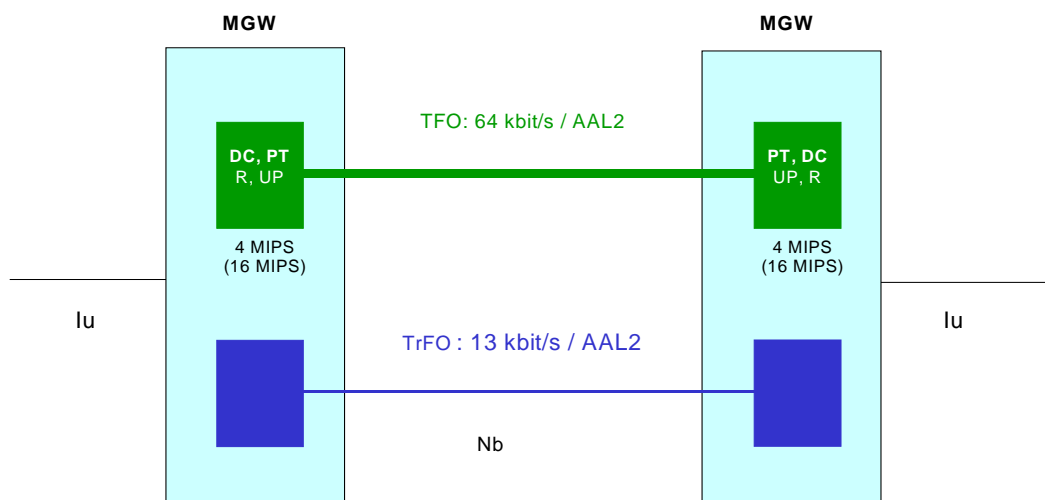 MGW
MGW
TFO: 64 kbit/s / AAL2
DC, PT
R, UP
PT, DC
UP, R
4 MIPS
(16 MIPS)
4 MIPS
(16 MIPS)
Iu
Iu
TrFO : 13 kbit/s / AAL2
Nb